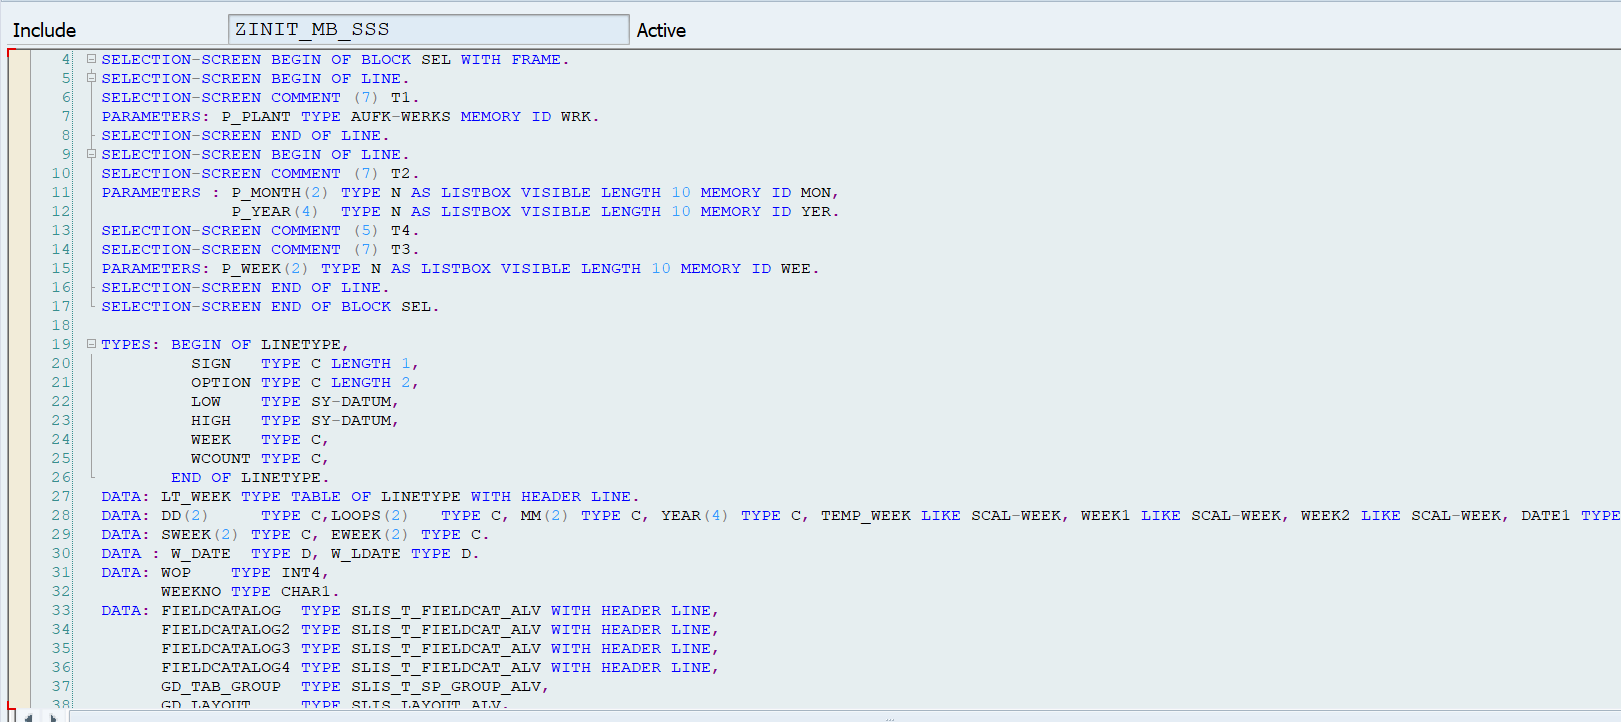 Include ZINIT_MB_SSS Active
4 SELECTION-SCREEN BEGIN OF BLOCK SEL WITH FRAME.
5 SELECTION-SCREEN BEGIN OF LINE.
6 SELECTION-SCREEN COMMENT (7) T1.
7 PARAMETERS: P_PLANT TYPE AUFK-WERKS MEMORY ID WRK.
8 SELECTION-SCREEN END OF LINE.
9 SELECTION-SCREEN BEGIN OF LINE.
10 SELECTION-SCREEN COMMENT (7) T2.
11 PARAMETERS : P_MONTH(2) TYPE N AS LISTBOX VISIBLE LENGTH 10 MEMORY ID MON,
12 P_YEAR(4) TYPE N AS LISTBOX VISIBLE LENGTH 10 MEMORY ID YER.
13 SELECTION-SCREEN COMMENT (5) T4.
14 SELECTION-SCREEN COMMENT (7) T3.
15 PARAMETERS: P_WEEK(2) TYPE N AS LISTBOX VISIBLE LENGTH 10 MEMORY ID WEE.
16 SELECTION-SCREEN END OF LINE.
17 SELECTION-SCREEN END OF BLOCK SEL.
18
19 TYPES: BEGIN OF LINETYPE,
20 SIGN TYPE C LENGTH 1,
21 OPTION TYPE C LENGTH 2,
22 LOW TYPE SY-DATUM,
23 HIGH TYPE SY-DATUM,
24 WEEK TYPE C,
25 WCOUNT TYPE C,
26 END OF LINETYPE.
27 DATA: LT_WEEK TYPE TABLE OF LINETYPE WITH HEADER LINE.
28 DATA: DD(2) TYPE C,LOOPS(2) TYPE C, MM(2) TYPE C, YEAR(4) TYPE C, TEMP_WEEK LIKE SCAL-WEEK, WEEK1 LIKE SCAL-WEEK, WEEK2 LIKE SCAL-WEEK, DATE1 TYPE
29 DATA: SWEEK(2) TYPE C, EWEEK(2) TYPE C.
30 DATA : W_DATE TYPE D, W_LDATE TYPE D.
31 DATA: WOP TYPE INT4,
32 WEEKNO TYPE CHAR1.
33 DATA: FIELDCATALOG TYPE SLIS_T_FIELDCAT_ALV WITH HEADER LINE,
34 FIELDCATALOG2 TYPE SLIS_T_FIELDCAT_ALV WITH HEADER LINE,
35 FIELDCATALOG3 TYPE SLIS_T_FIELDCAT_ALV WITH HEADER LINE,
36 FIELDCATALOG4 TYPE SLIS_T_FIELDCAT_ALV WITH HEADER LINE,
37 GD_TAB_GROUP TYPE SLIS_T_SP_GROUP_ALV,
38 GD_LAYOUT TYPE SLIS_LAYOUT_ALV.